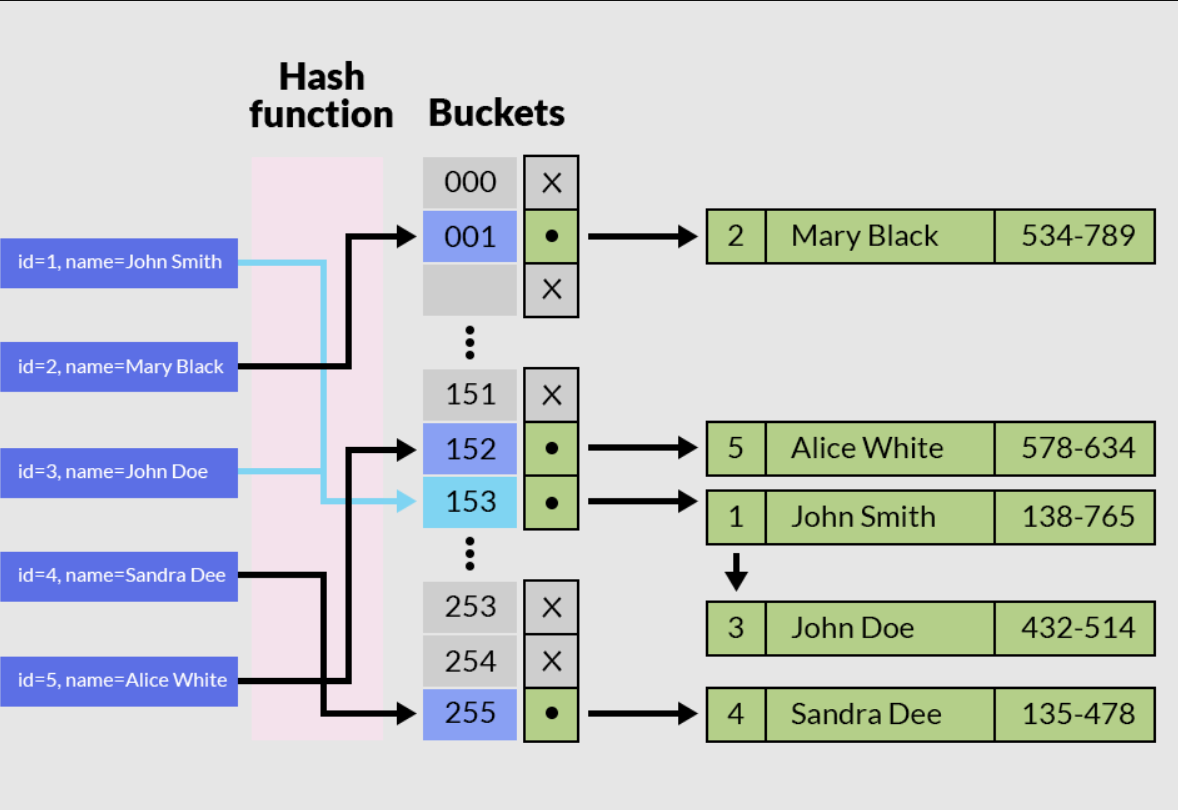 Hash
function
Buckets
id=1, name=John Smith
id=2, name=Mary Black
id=3, name=John Doe
id=4, name=Sandra Dee
id=5, name=Alice White
000 X
001
X
151 X
152
153
253 X
254 X
255
2 Mary Black 534-789
5 Alice White 578-634
1 John Smith 138-765
3 John Doe 432-514
4 Sandra Dee 135-478